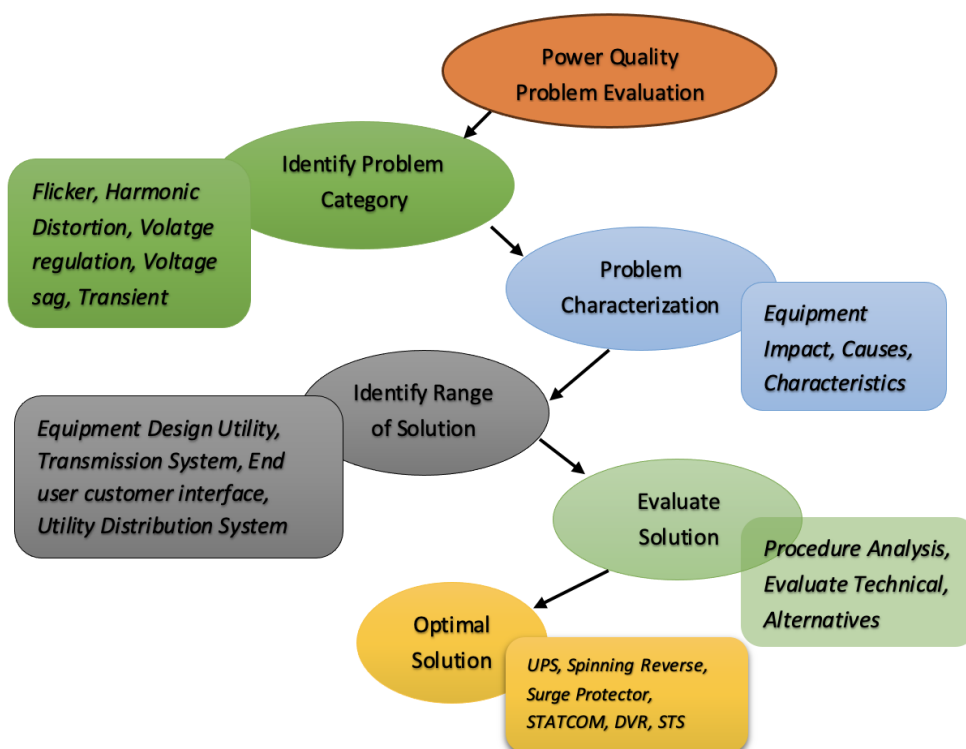 Power Quality
Problem Evaluation
Identify Problem
Category
Flicker, Harmonic
Distortion, Volatge
regulation, Voltage
sag, Transient
Problem
Characterization
Equipment
Impact, Causes,
Characteristics
Identify Range
of Solution
Equipment Design Utility,
Transmission System, End
user customer interface,
Utility Distribution System
Evaluate
Solution
Procedure Analysis,
Evaluate Technical,
Alternatives
Optimal
Solution
UPS, Spinning Reverse,
Surge Protector,
STATCOM, DVR, STS